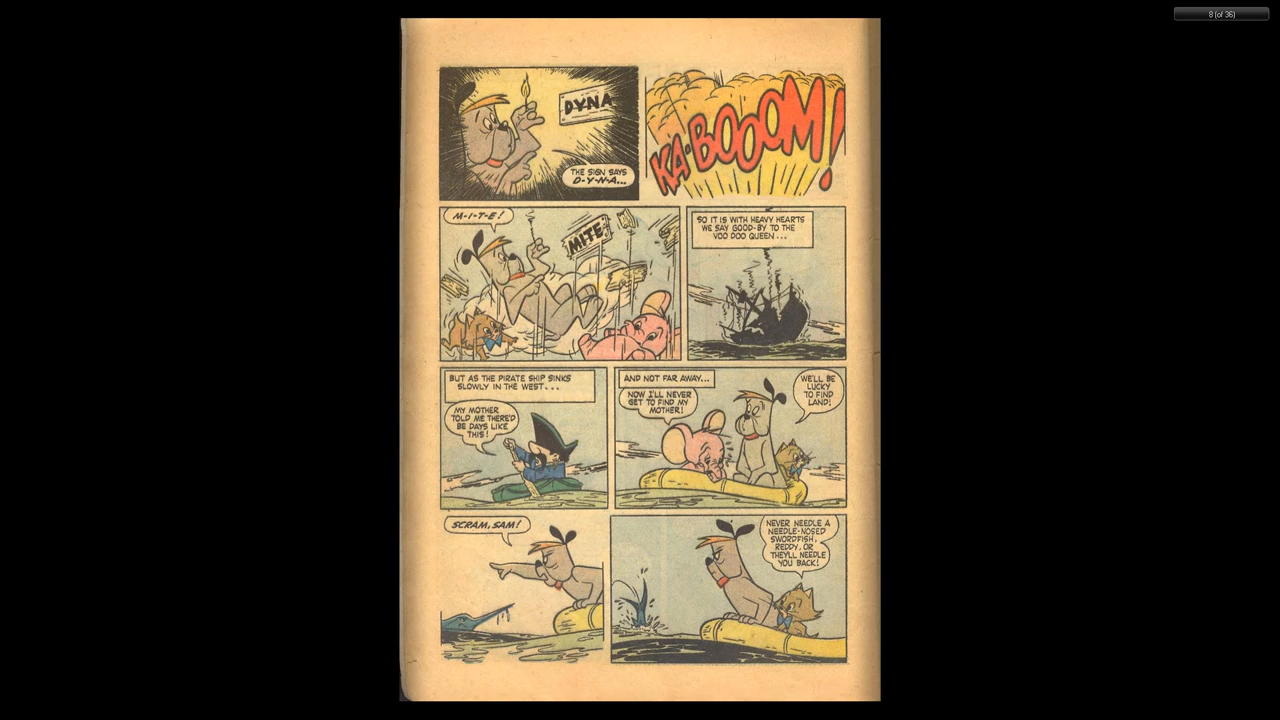 8 (of 36)
DYNA
THE SIGN SAYS
D-Y-N-A...
KA-BOOOM!
M-I-T-E!
MITE
SO IT IS WITH HEAVY HEARTS
WE SAY GOOD-BY TO THE
VOO DOO QUEEN...
BUT AS THE PIRATE SHIP SINKS
SLOWLY IN THE WEST...
MY MOTHER
TOLD ME THERE'D
BE DAYS LIKE
THIS!
AND NOT FAR AWAY...
NOW I'LL NEVER
GET TO FIND MY
MOTHER!
WE'LL BE
LUCKY
TO FIND
LAND!
SCRAM, SAM!
NEVER NEEDLE A
NEEDLE-NOSED
SWORDFISH,
REDDY, OR
THEY'LL NEEDLE
YOU BACK!